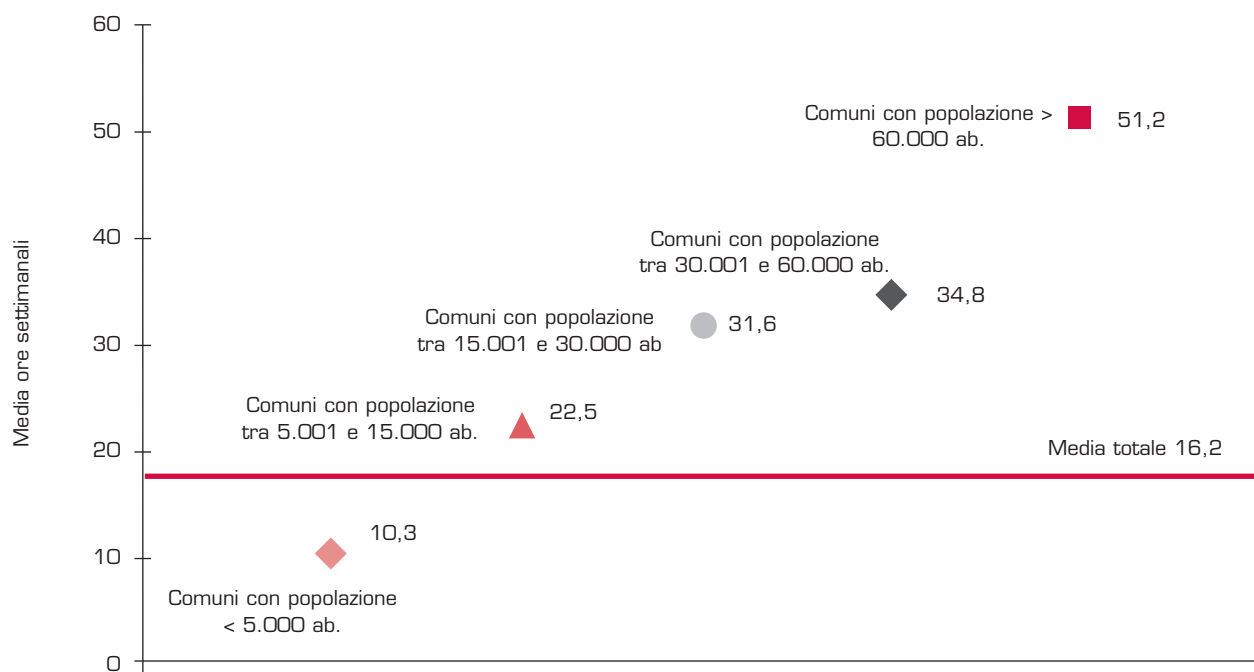 60
Comuni con popolazione >
60.000 ab.
51,2
50
40
Comuni con popolazione
tra 30.001 e 60.000 ab.
34,8
Comuni con popolazione
tra 15.001 e 30.000 ab
31,6
30
Media ore settimanali
Comuni con popolazione
tra 5.001 e 15.000 ab.
22,5
20
Media totale 16,2
10,3
10
Comuni con popolazione
< 5.000 ab.
0